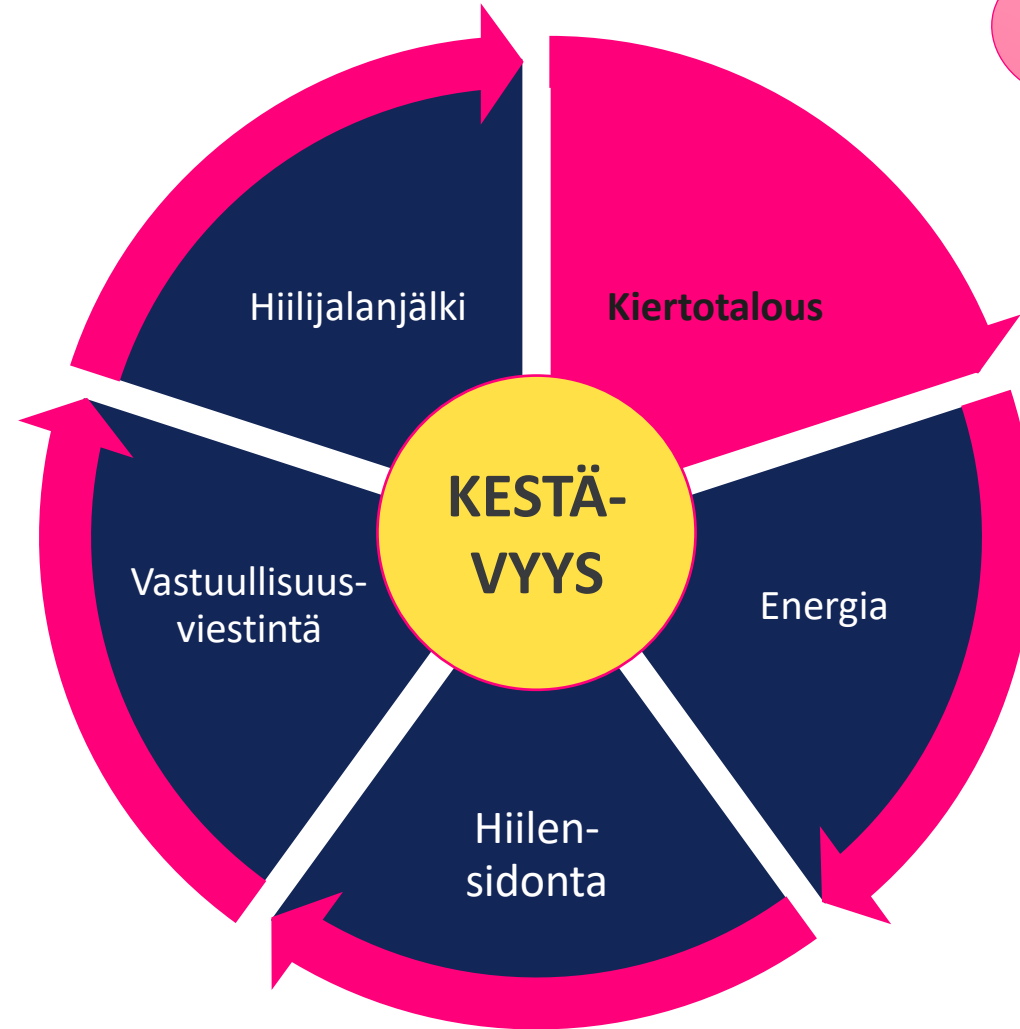 Hiilijalanjälki
Kiertotalous
KESTÄ-
VYYS
Vastuullisuus-
viestintä
Energia
Hiilen-
sidonta